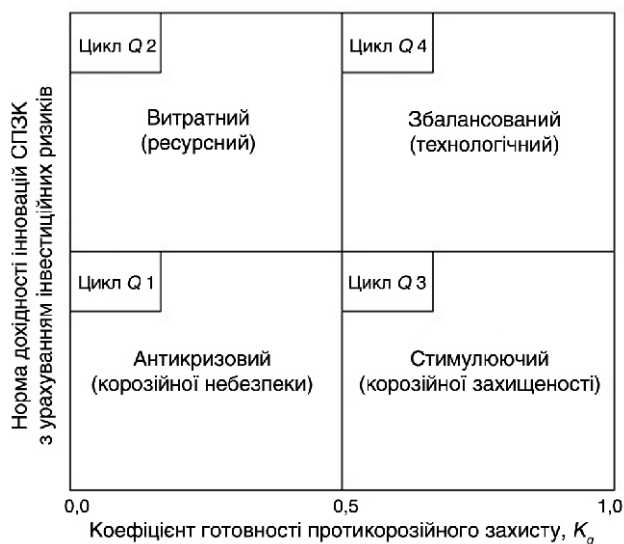 Норма дохідності інновацій СПЗК
з урахуванням інвестиційних ризиків
Цикл Q 2
Витратний
(ресурсний)
Цикл Q 4
Збалансований
(технологічний)
Цикл Q 1
Антикризовий
(корозійної небезпеки)
Цикл Q 3
Стимулюючий
(корозійної захищеності)
0,0
0,5
1,0
Коефіцієнт готовності протикорозійного захисту, Kg